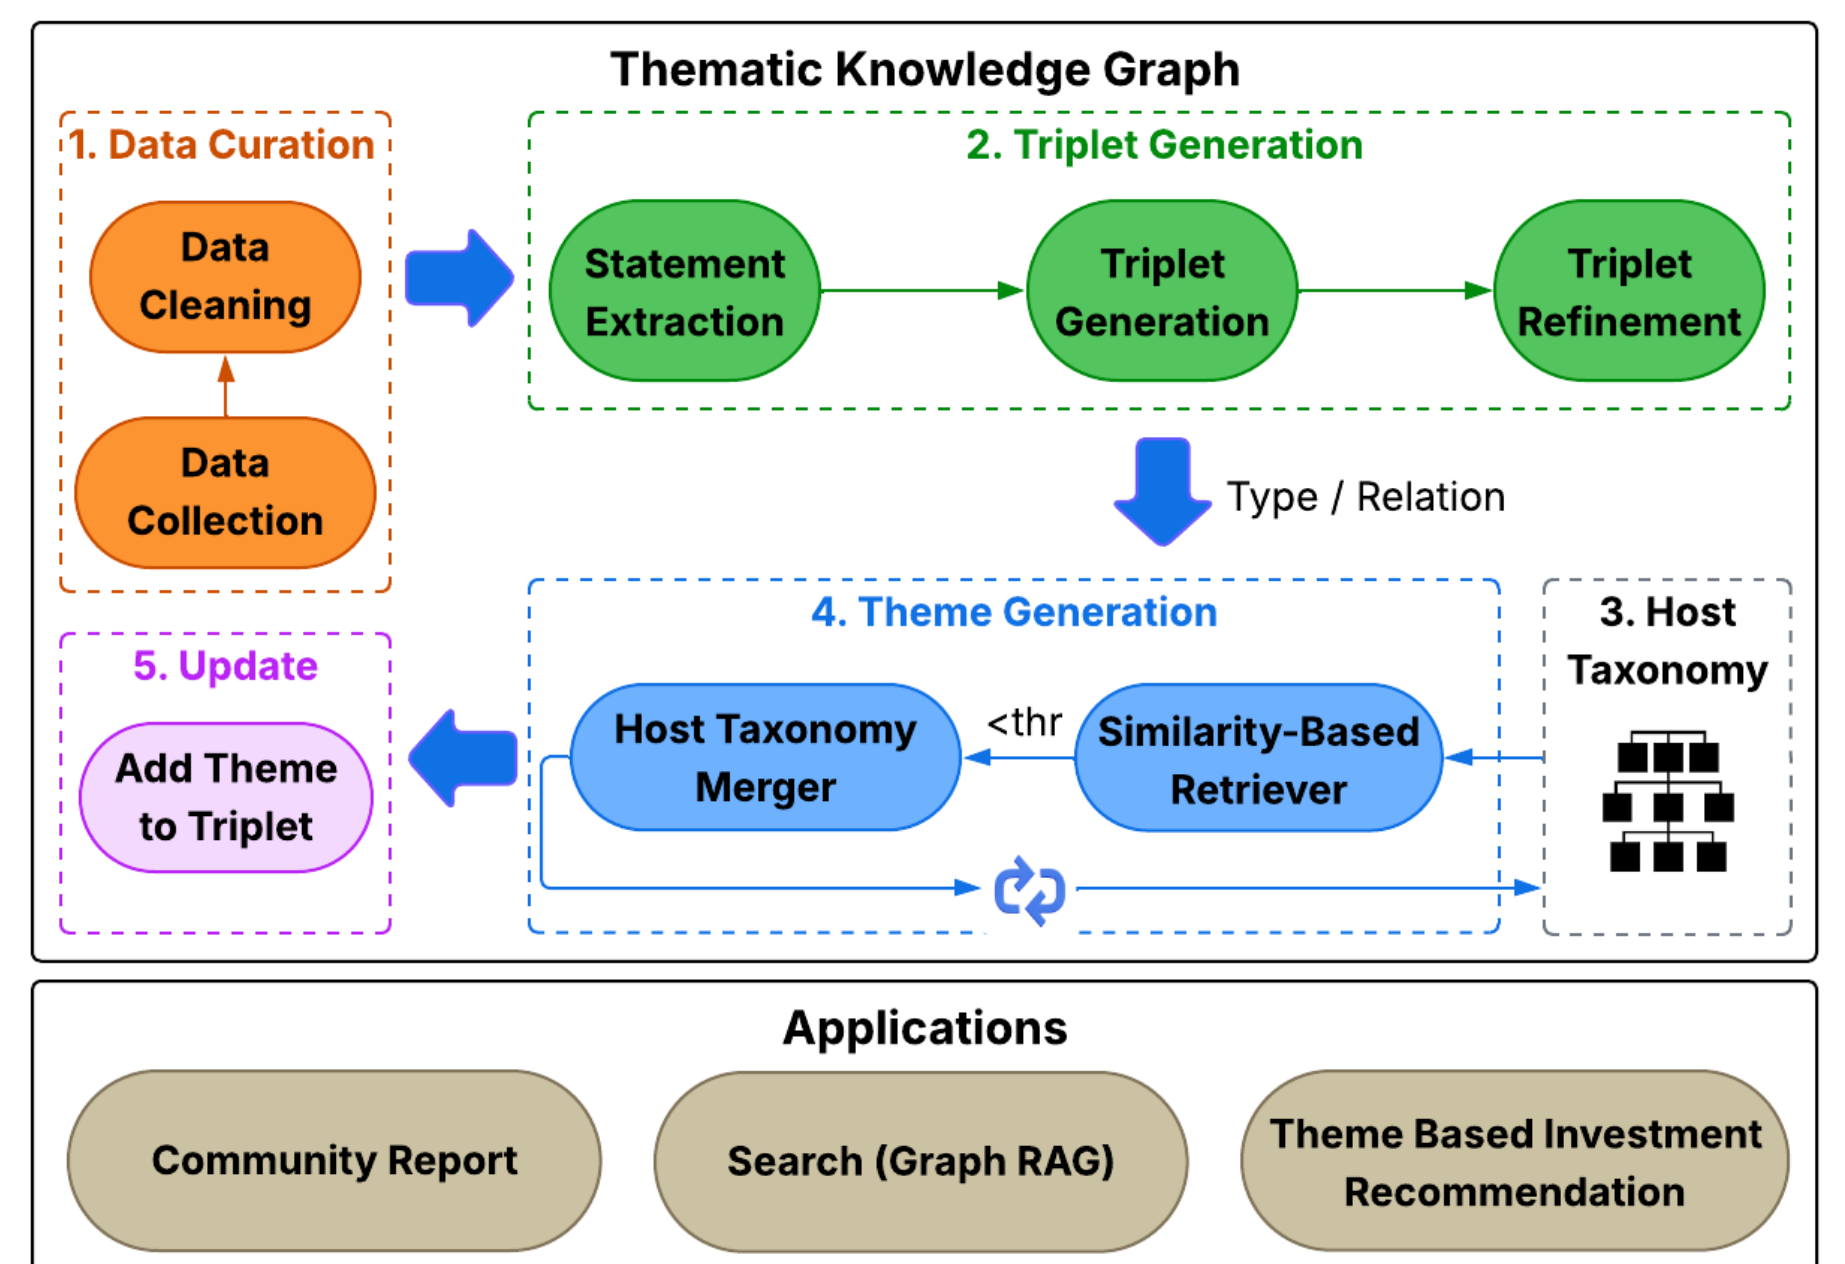 Thematic Knowledge Graph
1. Data Curation
Data
Cleaning
Data
Collection
2. Triplet Generation
Statement
Extraction
Triplet
Generation
Triplet
Refinement
Type / Relation
3. Host
Taxonomy
4. Theme Generation
Similarity-Based
Retriever
<thr
Host Taxonomy
Merger
5. Update
Add Theme
to Triplet
Applications
Community Report
Search (Graph RAG)
Theme Based Investment
Recommendation